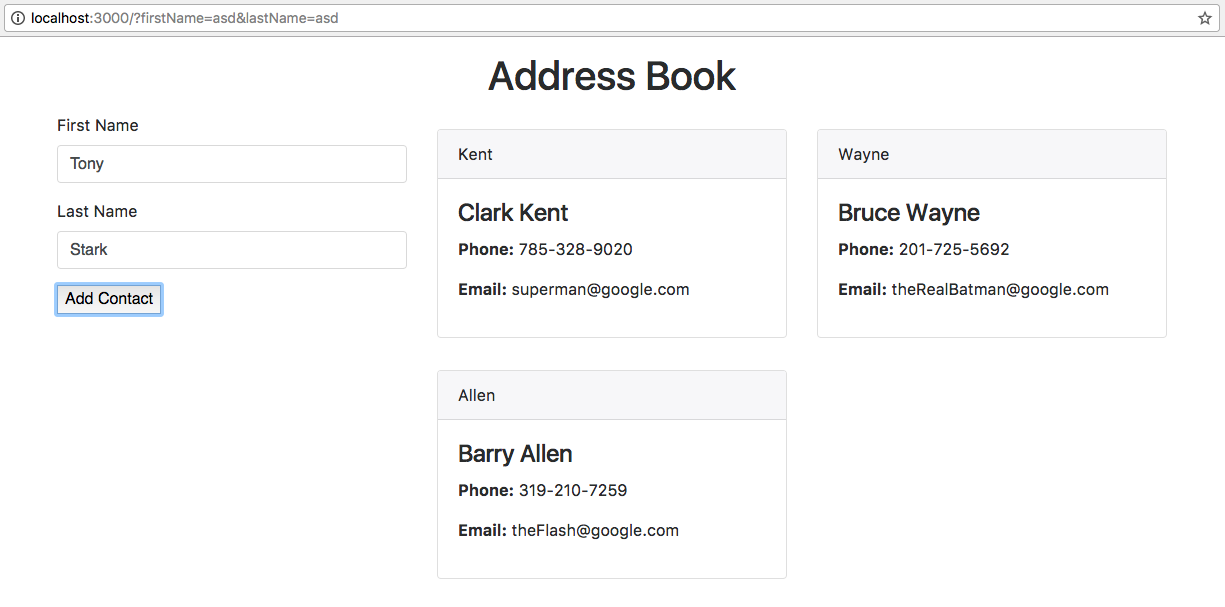 localhost:3000/?firstName=asd&lastName=asd
Address Book
First Name
Tony
Last Name
Stark
Add Contact
Kent
Clark Kent
Phone: 785-328-9020
Email: superman@google.com
Wayne
Bruce Wayne
Phone: 201-725-5692
Email: theRealBatman@google.com
Allen
Barry Allen
Phone: 319-210-7259
Email: theFlash@google.com